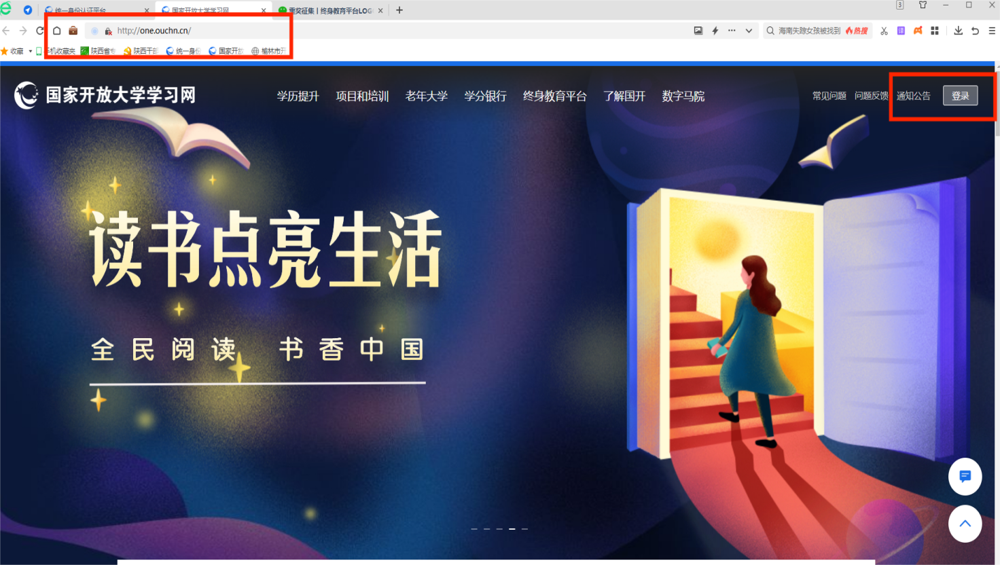 统一身份认证平台
国家开放大学学习网
重奖征集 | 终身教育平台LOG
3
http://one.ouchn.cn/
海南失踪女孩被找到
热搜
收藏
手机收藏夹
陕西省专
陕西干部
统一身份
国家开放
榆林市开
国家开放大学学习网
学历提升 项目和培训 老年大学 学分银行 终身教育平台 了解国开 数字马院
常见问题 问题反馈 通知公告 登录
读书点亮生活
全民阅读 书香中国